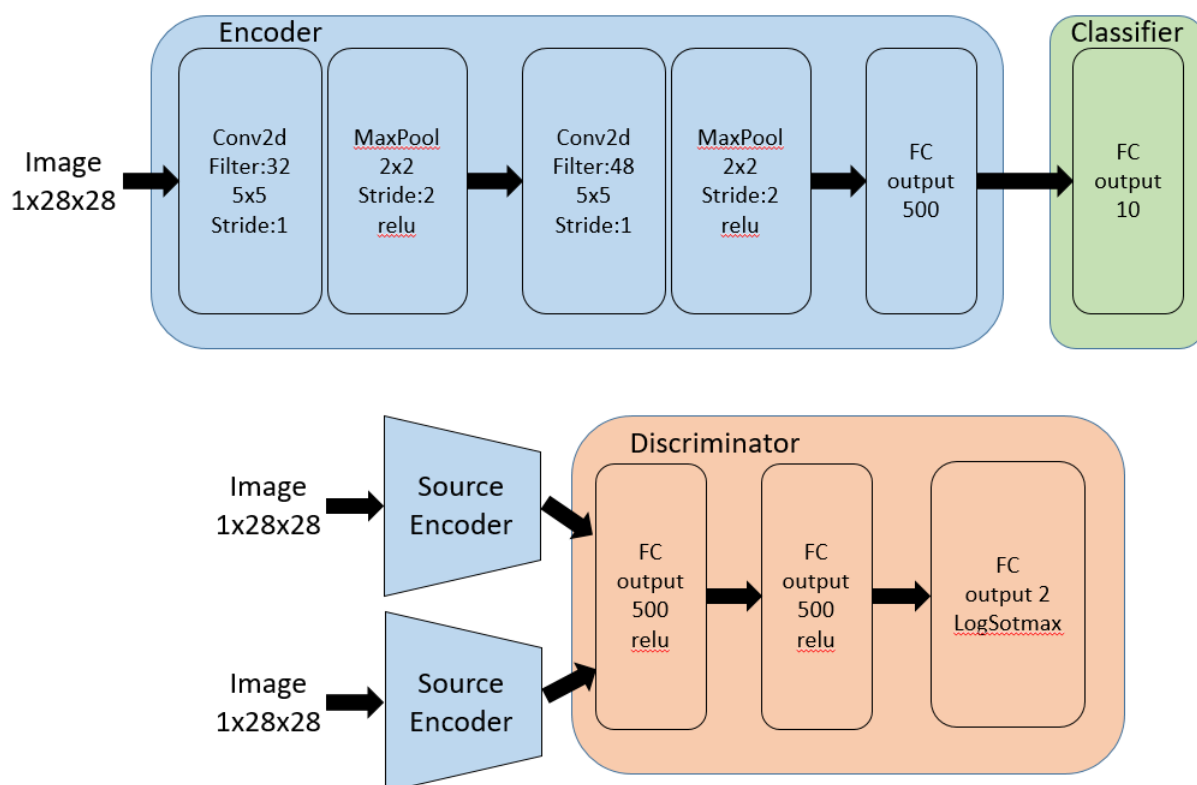 Encoder
Classifier
Image
1x28x28
Conv2d
Filter:32
5x5
Stride:1
MaxPool
2x2
Stride:2
relu
Conv2d
Filter:48
5x5
Stride:1
MaxPool
2x2
Stride:2
relu
FC
output
500
FC
output
10
Discriminator
Image
1x28x28
Source
Encoder
Image
1x28x28
Source
Encoder
FC
output
500
relu
FC
output
500
relu
FC
output 2
LogSotmax